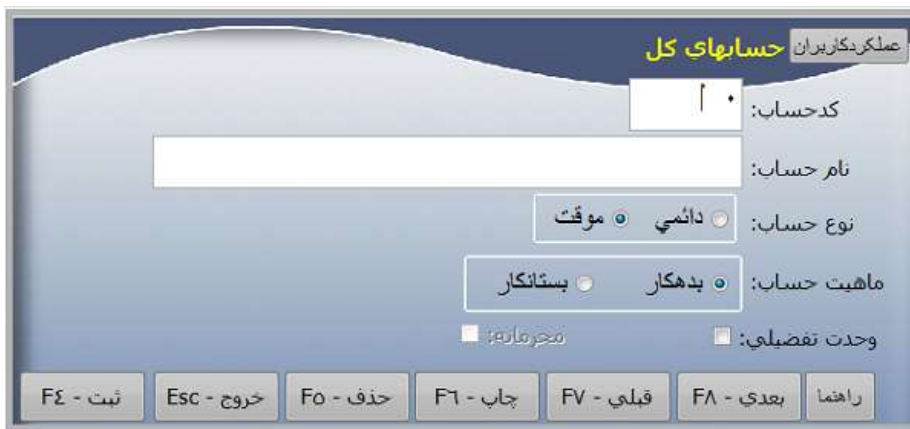 عملكردكاربران حسابهاي كل
كدحساب: ۰
نام حساب:
نوع حساب: دائمي موقت
ماهيت حساب: بدهكار بستانكار
وحدت تفضيلي: محرمانه:
راهنما بعدي - F۸ قبلي - F۷ چاپ - F۶ حذف - F۵ خروج - Esc ثبت - F٤